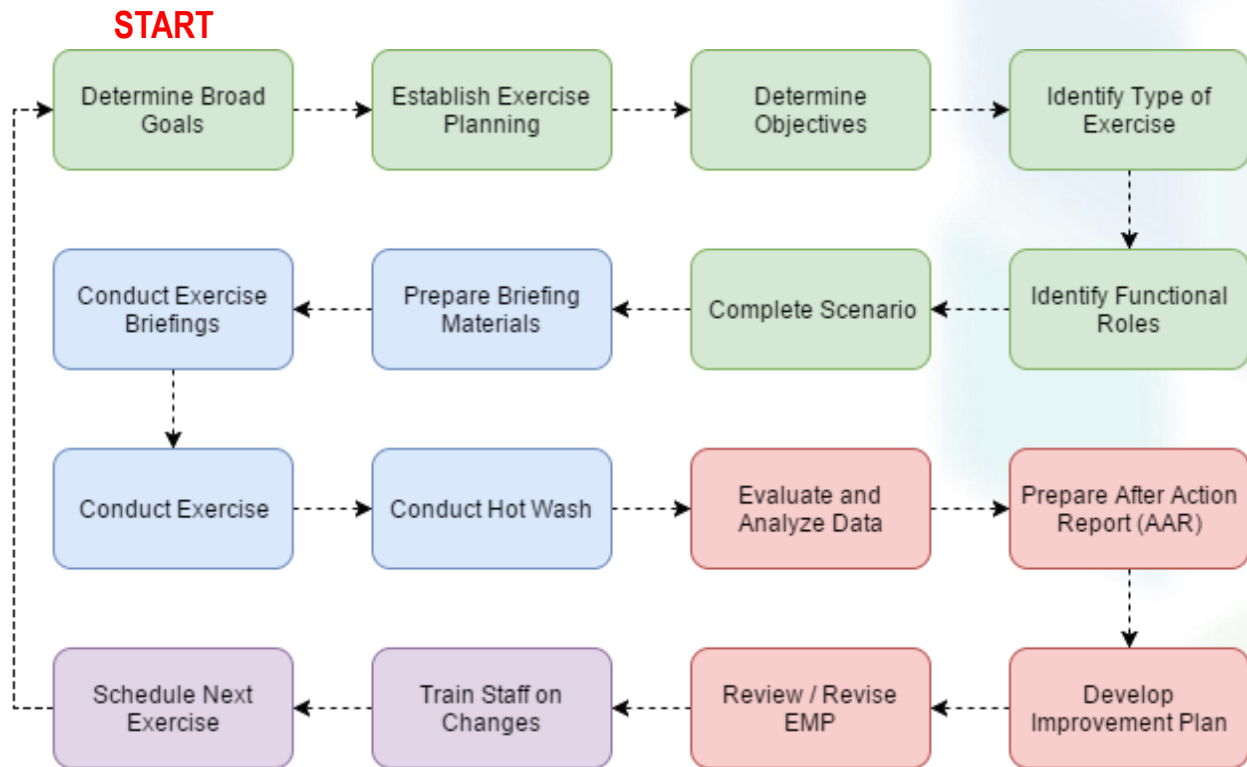 START
Determine Broad
Goals
Establish Exercise
Planning
Determine
Objectives
Identify Type of
Exercise
Identify Functional
Roles
Complete Scenario
Prepare Briefing
Materials
Conduct Exercise
Briefings
Conduct Exercise
Conduct Hot Wash
Evaluate and
Analyze Data
Prepare After Action
Report (AAR)
Develop
Improvement Plan
Review / Revise
EMP
Train Staff on
Changes
Schedule Next
Exercise